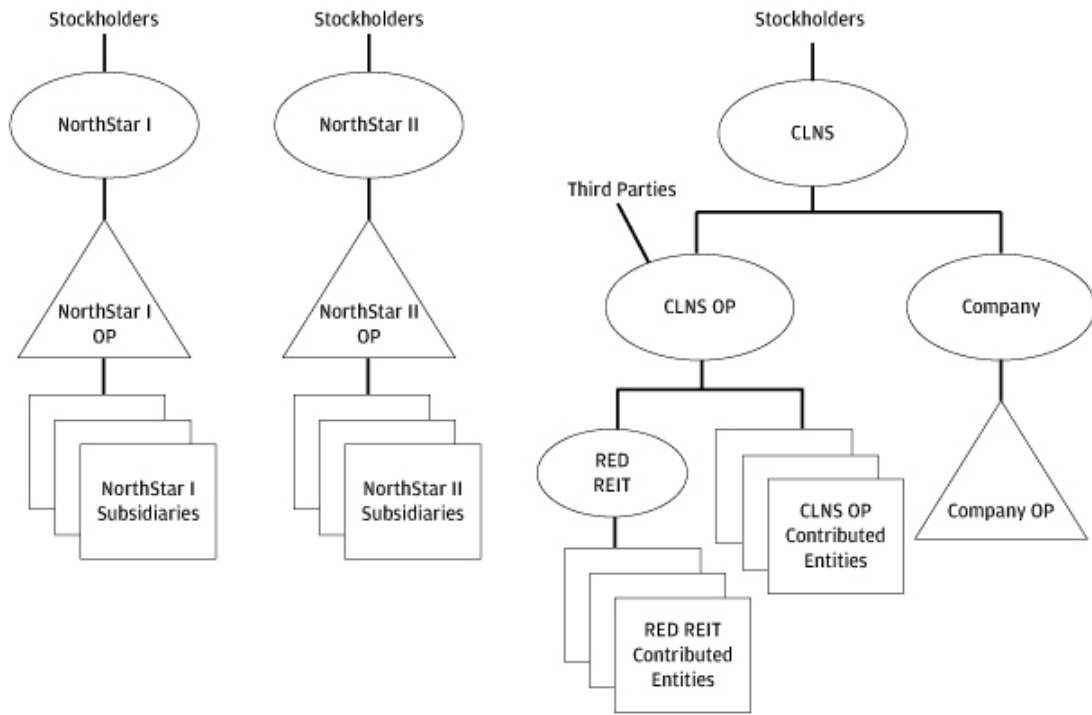 Stockholders
NorthStar I
NorthStar I
OP
NorthStar I
Subsidiaries
Stockholders
NorthStar II
NorthStar II
OP
NorthStar II
Subsidiaries
Stockholders
CLNS
Third Parties
CLNS OP
Company
RED
REIT
RED REIT
Contributed
Entities
CLNS OP
Contributed
Entities
Company OP